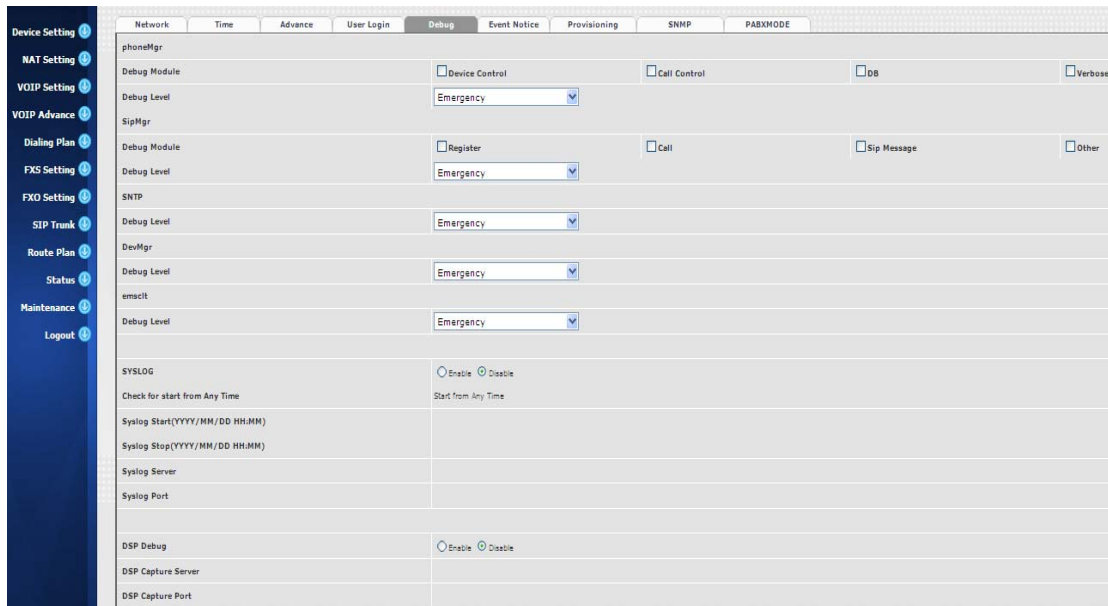 Device Setting
NAT Setting
VOIP Setting
VOIP Advance
Dialing Plan
FXS Setting
FXO Setting
SIP Trunk
Route Plan
Status
Maintenance
Logout
Network Time Advance User Login Debug Event Notice Provisioning SNMP PABXMODE
phoneMgr
Debug Module Device Control Call Control DB Verbose
Debug Level Emergency
SipMgr
Debug Module Register Call Sip Message Other
Debug Level Emergency
SNTP
Debug Level Emergency
DevMgr
Debug Level Emergency
emsclt
Debug Level Emergency
SYSLOG Enable Disable
Check for start from Any Time Start from Any Time
Syslog Start(YYYY/MM/DD HH:MM)
Syslog Stop(YYYY/MM/DD HH:MM)
Syslog Server
Syslog Port
DSP Debug Enable Disable
DSP Capture Server
DSP Capture Port